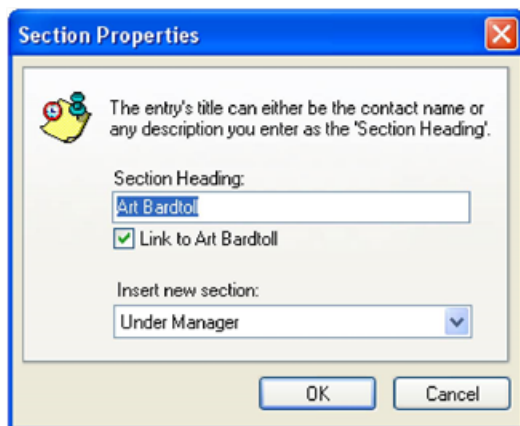 Section Properties
The entry's title can either be the contact name or
any description you enter as the 'Section Heading'.
Section Heading:
Art Bardtoll
Link to Art Bardtoll
Insert new section:
Under Manager
OK Cancel